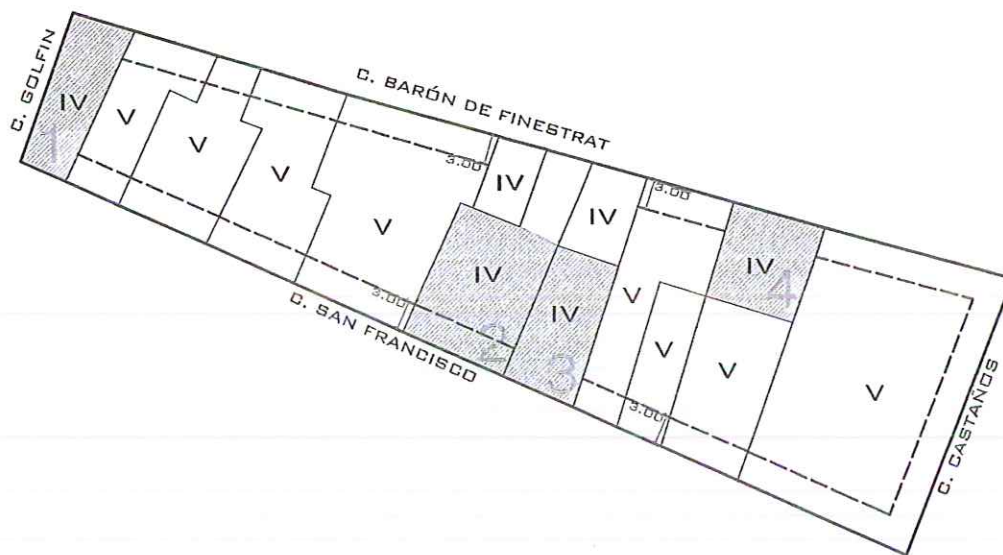 C. GOLFIN
IV
1
V
V
V
V
C. BARÓN DE FINESTRAT
3.00
IV
IV
3.00
IV
2
IV
3
3.00
C. SAN FRANCISCO
V
V
3.00
IV
4
V
V
C. CASTAÑOS